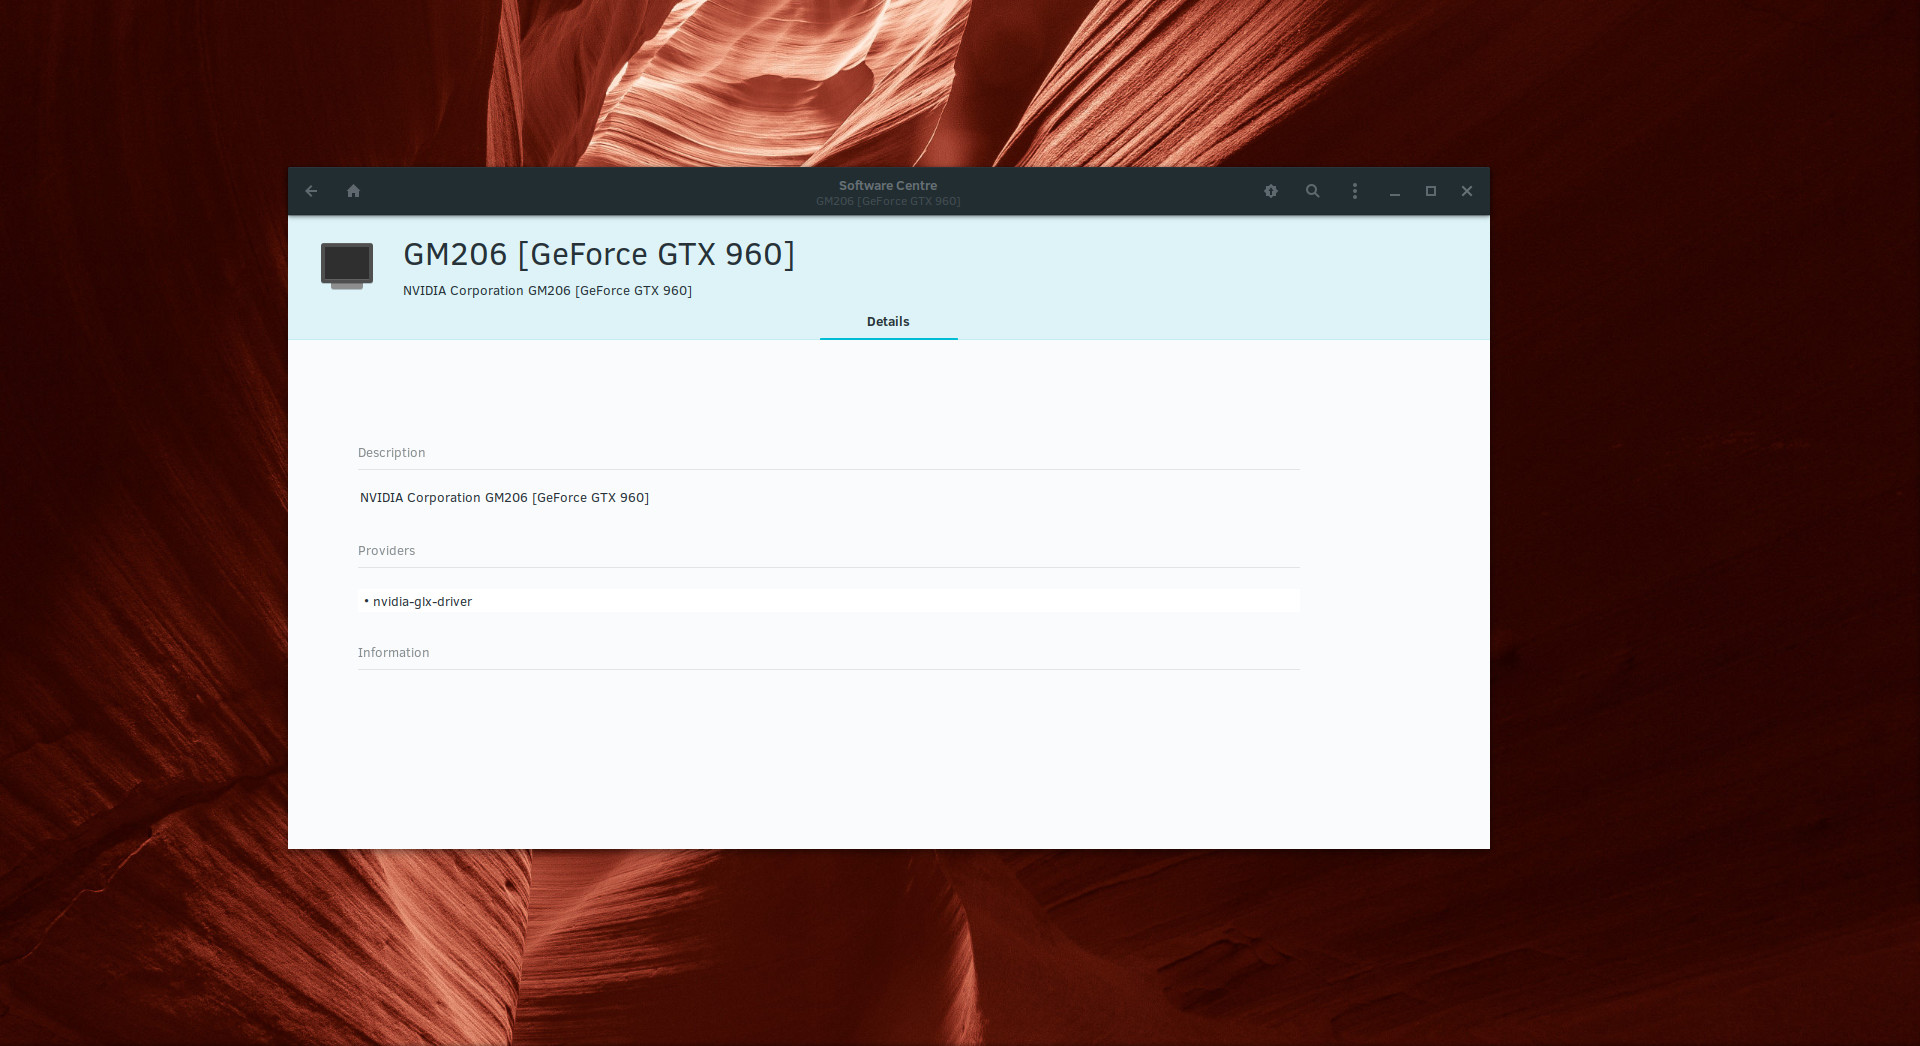 Software Centre
GM206 [GeForce GTX 960]
GM206 [GeForce GTX 960]
NVIDIA Corporation GM206 [GeForce GTX 960]
Details
Description
NVIDIA Corporation GM206 [GeForce GTX 960]
Providers
• nvidia-glx-driver
Information